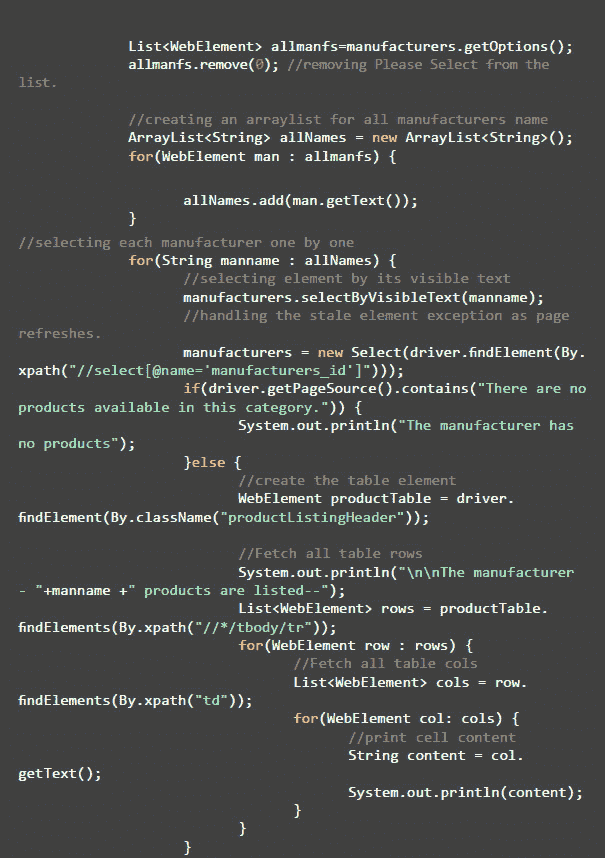 List<WebElement> allmanfs=manufacturers.getOptions();
allmanfs.remove(0); //removing Please Select from the
list.
//creating an arraylist for all manufacturers name
ArrayList<String> allNames = new ArrayList<String>();
for(WebElement man : allmanfs) {
allNames.add(man.getText());
}
//selecting each manufacturer one by one
for(String manname : allNames) {
//selecting element by its visible text
manufacturers.selectByVisibleText(manname);
//handling the stale element exception as page
refreshes.
manufacturers = new Select(driver.findElement(By.
xpath("//select[@name='manufacturers_id']")));
if(driver.getPageSource().contains("There are no
products available in this category.")) {
System.out.println("The manufacturer has
no products");
}else {
//create the table element
WebElement productTable = driver.
findElement(By.className("productListingHeader"));
//Fetch all table rows
System.out.println("\n\nThe manufacturer
- "+manname +" products are listed--");
List<WebElement> rows = productTable.
findElements(By.xpath("//*/tbody/tr"));
for(WebElement row : rows) {
//Fetch all table cols
List<WebElement> cols = row.
findElements(By.xpath("td"));
for(WebElement col: cols) {
//print cell content
String content = col.
getText();
System.out.println(content);
}
}
}